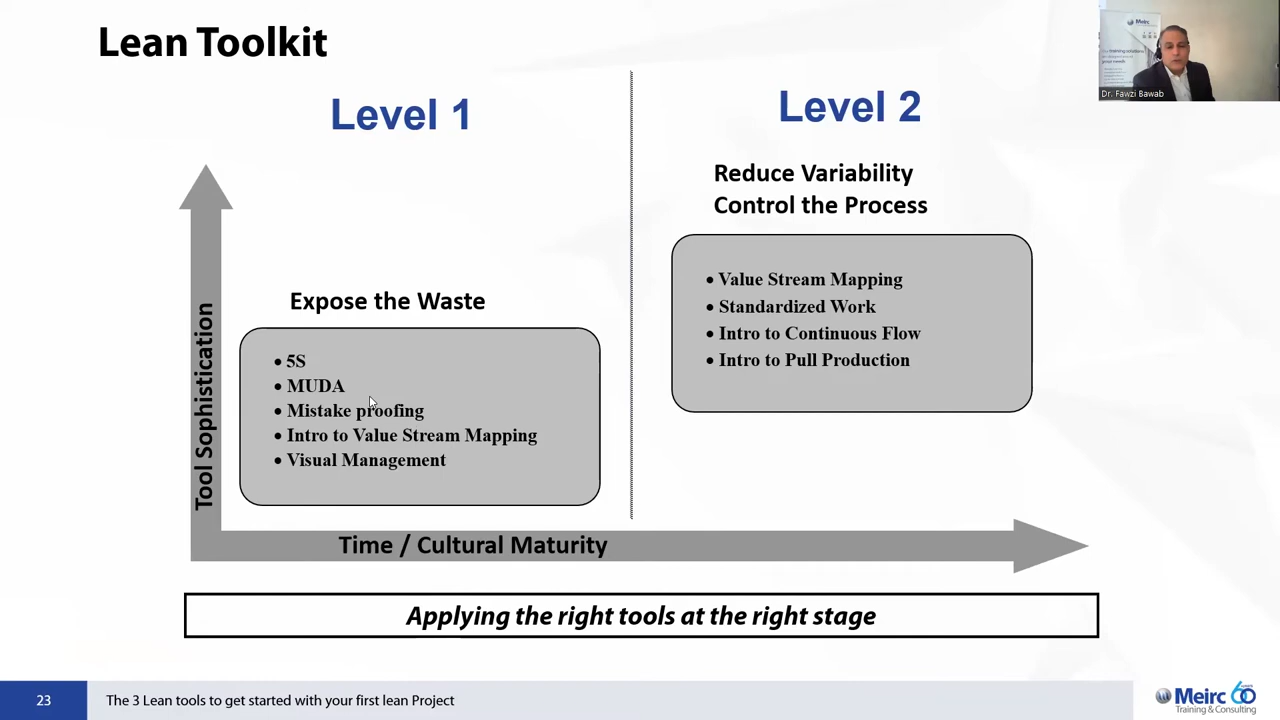 Lean Toolkit
Level 1
Level 2
Reduce Variability
Control the Process
• Value Stream Mapping
• Standardized Work
• Intro to Continuous Flow
• Intro to Pull Production
Expose the Waste
• 5S
• MUDA
• Mistake proofing
• Intro to Value Stream Mapping
• Visual Management
Tool Sophistication
Time / Cultural Maturity
Applying the right tools at the right stage
23
The 3 Lean tools to get started with your first lean Project
Meirc 60
Training & Consulting
Meirc
Dr. Fawzi Bawab